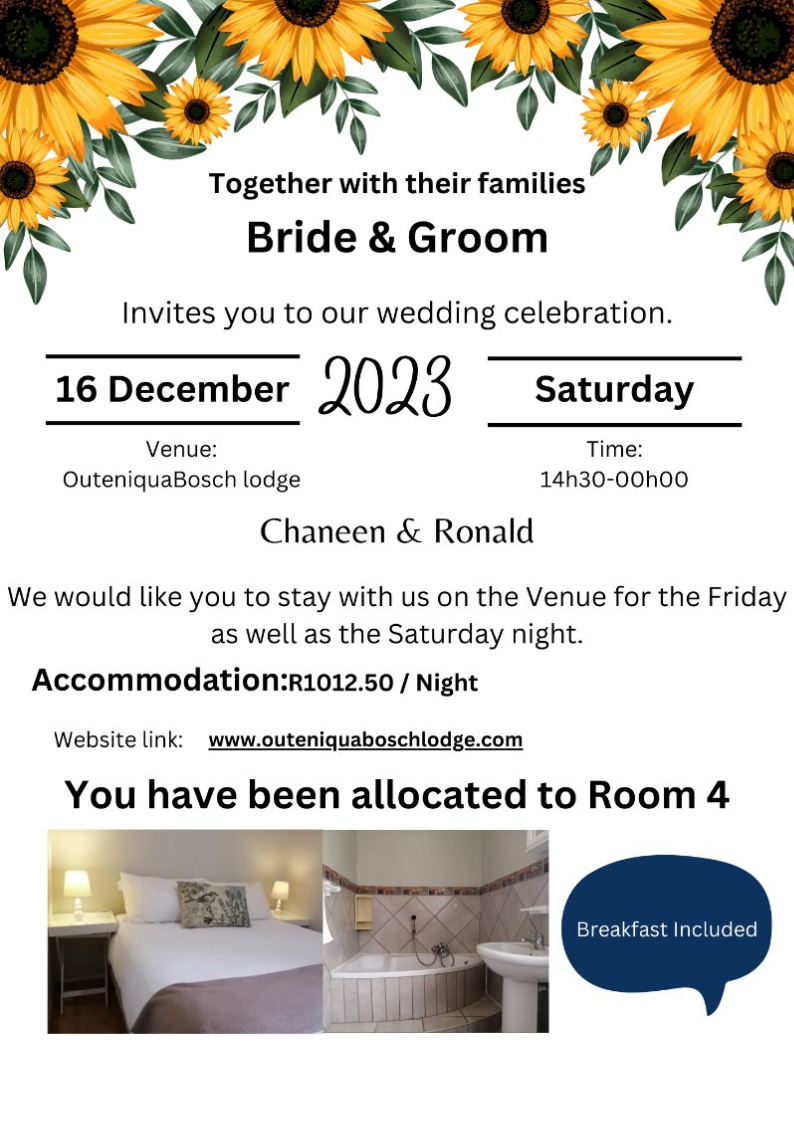 Together with their families
Bride & Groom
Invites you to our wedding celebration.
16 December 2023 Saturday
Venue:
OuteniquaBosch lodge
Time:
14h30-00h00
Chaneen & Ronald
We would like you to stay with us on the Venue for the Friday
as well as the Saturday night.
Accommodation:R1012.50 / Night
Website link: www.outeniquaboschlodge.com
You have been allocated to Room 4
Breakfast Included